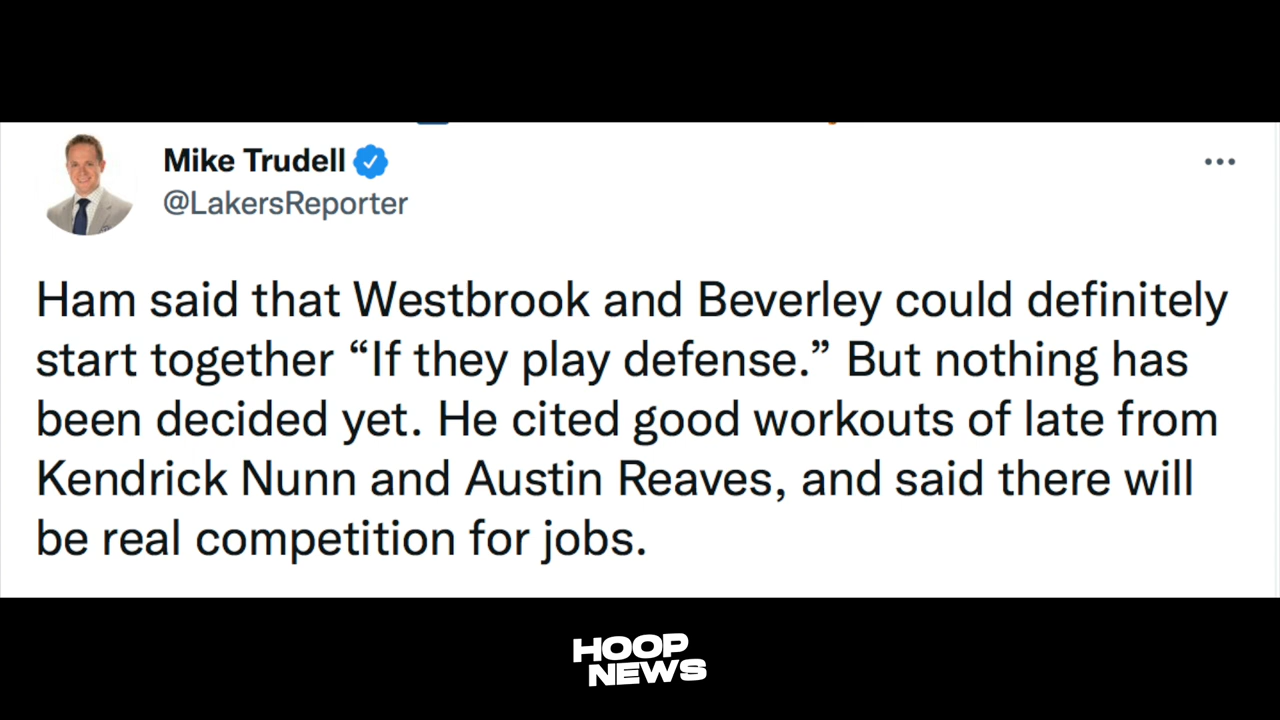 Mike Trudell
@LakersReporter
Ham said that Westbrook and Beverley could definitely
start together “If they play defense.” But nothing has
been decided yet. He cited good workouts of late from
Kendrick Nunn and Austin Reaves, and said there will
be real competition for jobs.
HOOP
NEWS